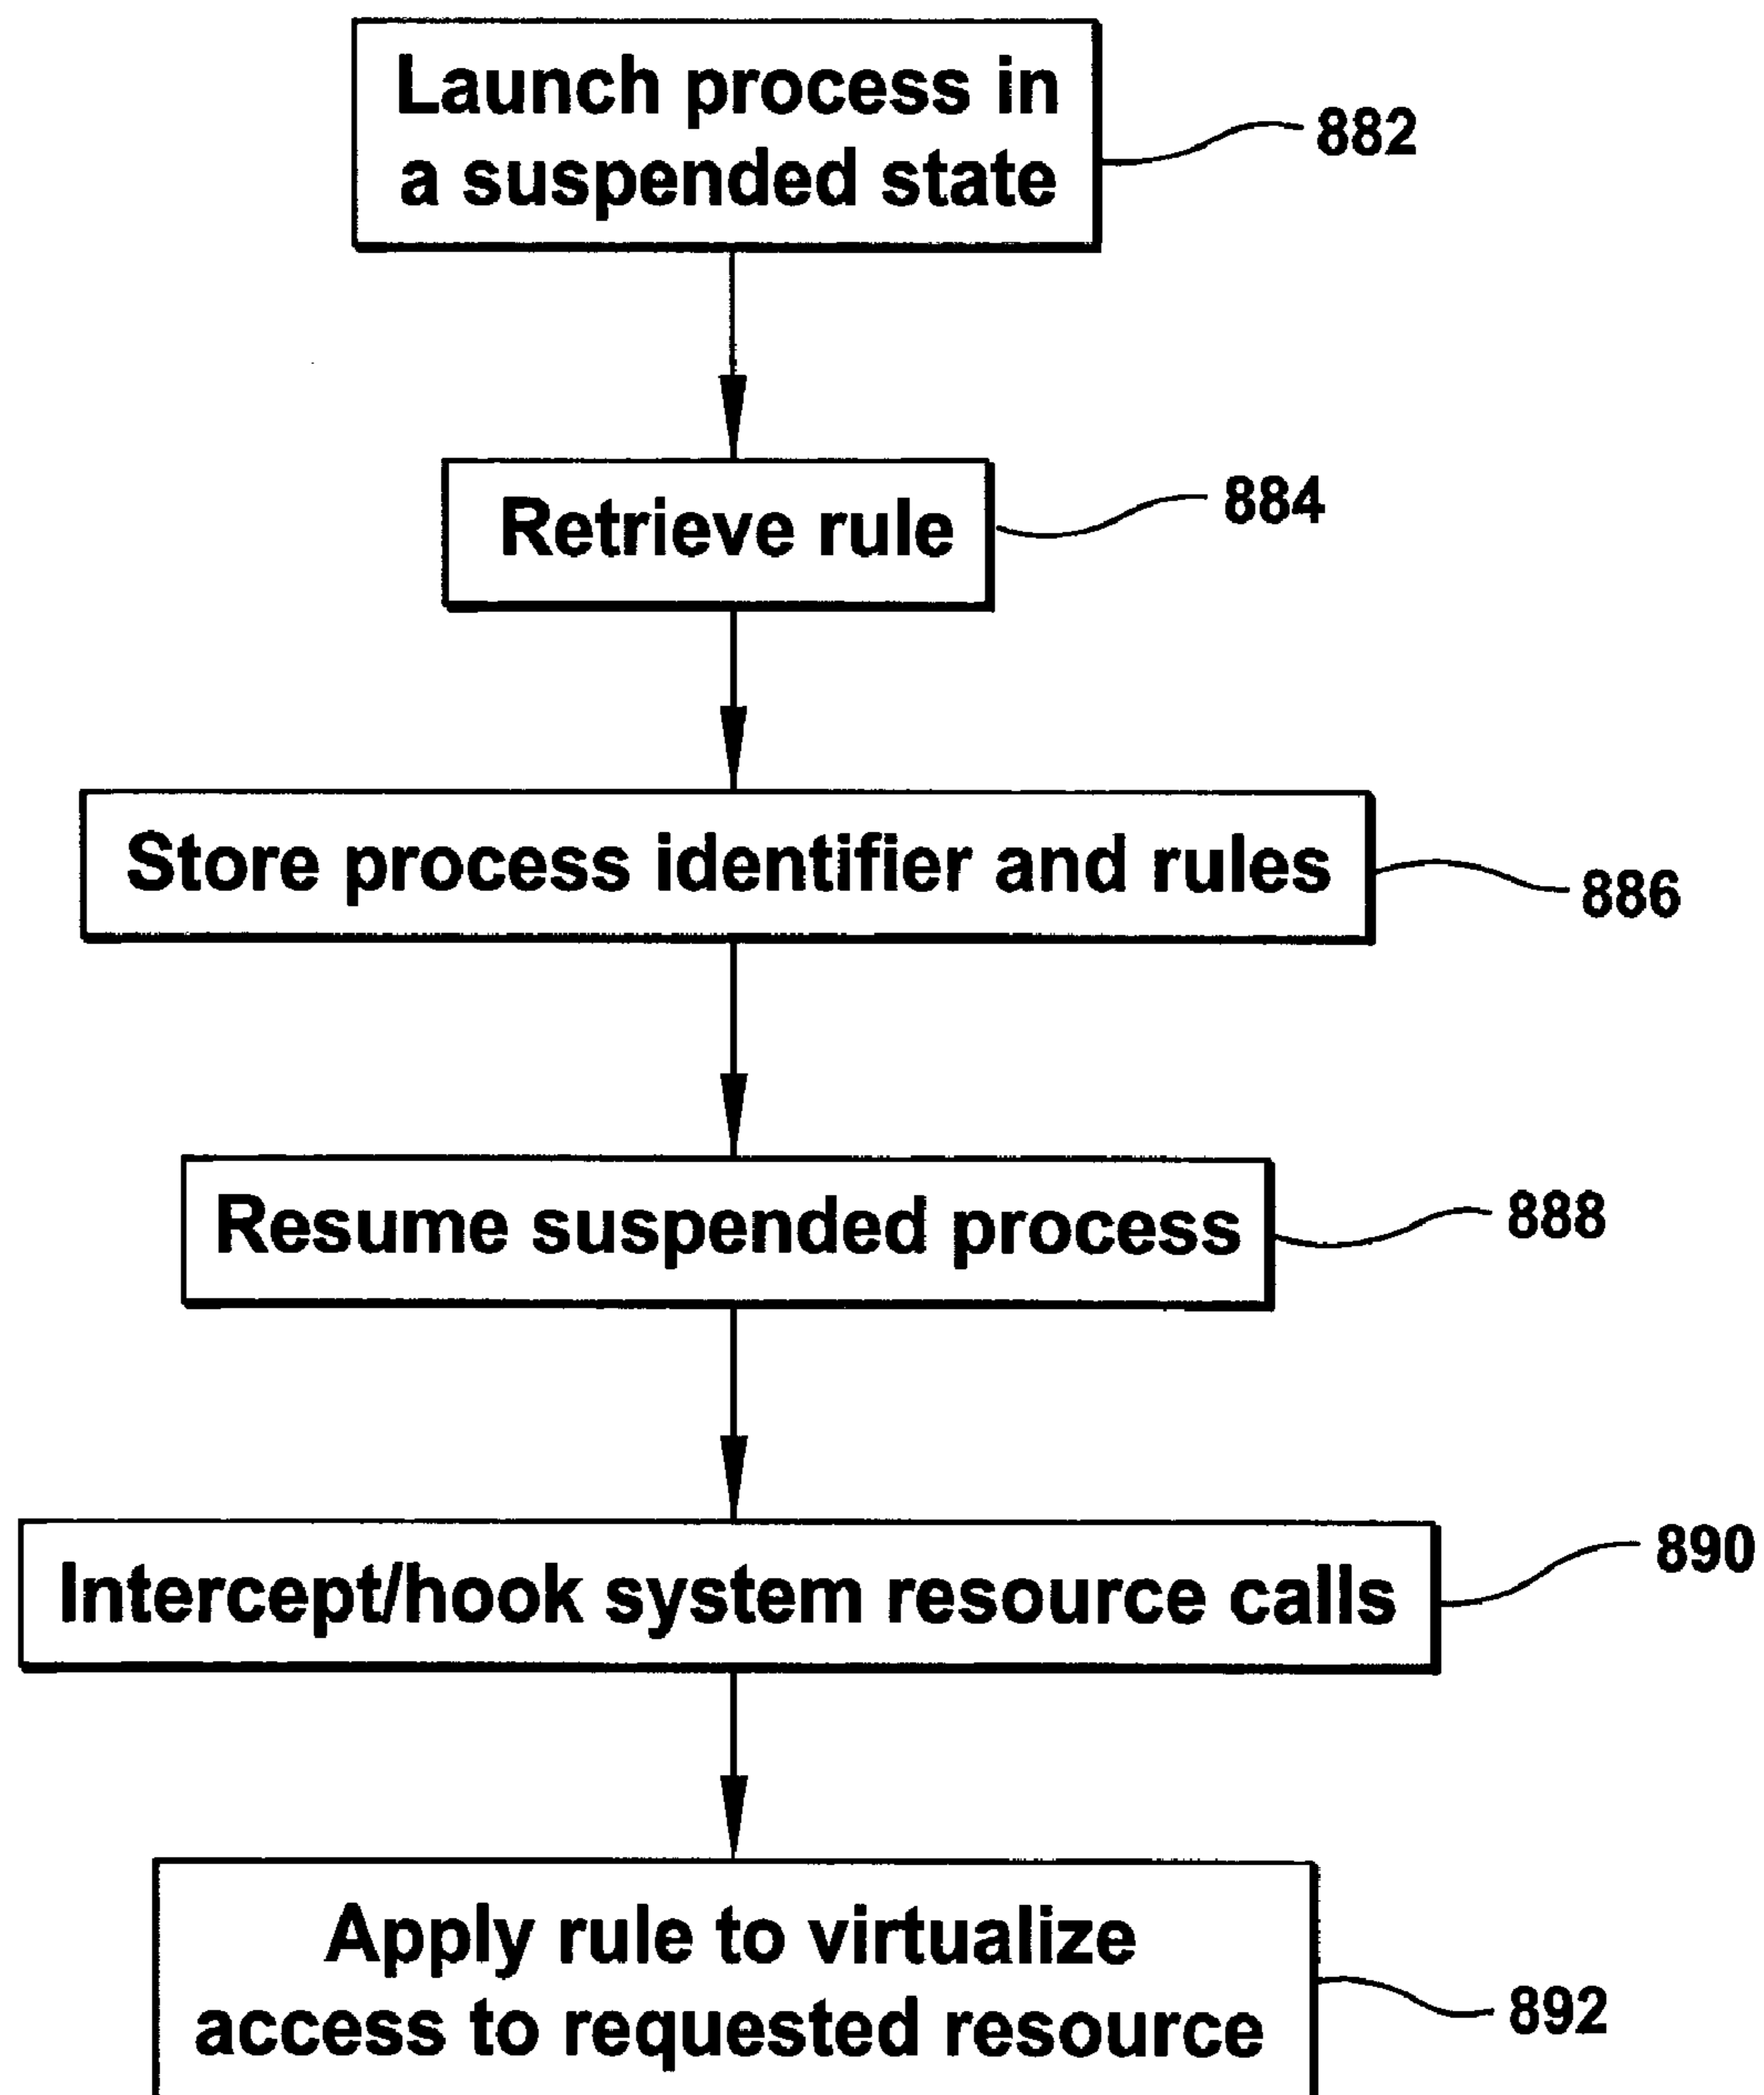 Launch process in
a suspended state
882
Retrieve rule
884
Store process identifier and rules
886
Resume suspended process
888
Intercept/hook system resource calls
890
Apply rule to virtualize
access to requested resource
892